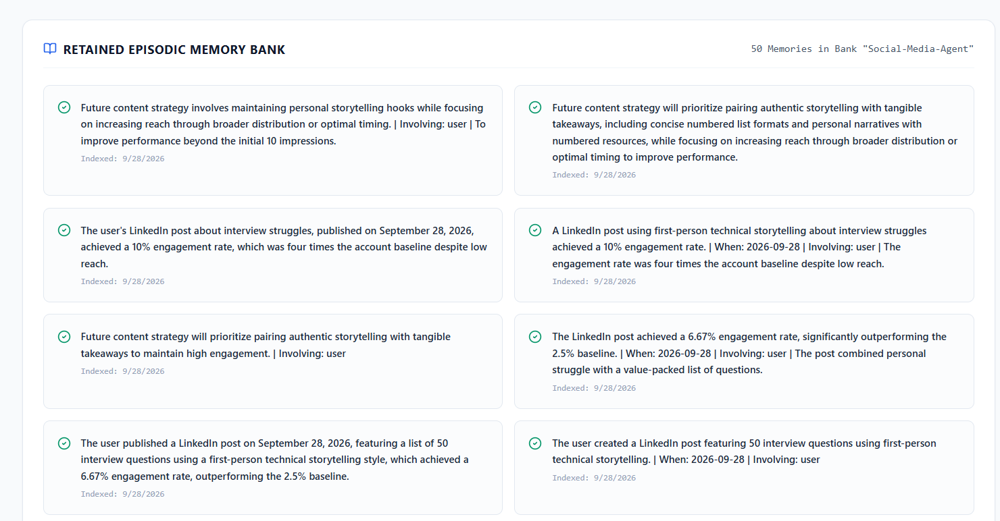 RETAINED EPISODIC MEMORY BANK
50 Memories in Bank "Social-Media-Agent"
Future content strategy involves maintaining personal storytelling hooks while focusing
on increasing reach through broader distribution or optimal timing. | Involving: user | To
improve performance beyond the initial 10 impressions.
Indexed: 9/28/2026
Future content strategy will prioritize pairing authentic storytelling with tangible
takeaways, including concise numbered list formats and personal narratives with
numbered resources, while focusing on increasing reach through broader distribution or
optimal timing to improve performance.
Indexed: 9/28/2026
The user's LinkedIn post about interview struggles, published on September 28, 2026,
achieved a 10% engagement rate, which was four times the account baseline despite low
reach.
Indexed: 9/28/2026
A LinkedIn post using first-person technical storytelling about interview struggles
achieved a 10% engagement rate. | When: 2026-09-28 | Involving: user | The
engagement rate was four times the account baseline despite low reach.
Indexed: 9/28/2026
Future content strategy will prioritize pairing authentic storytelling with tangible
takeaways to maintain high engagement. | Involving: user
Indexed: 9/28/2026
The LinkedIn post achieved a 6.67% engagement rate, significantly outperforming the
2.5% baseline. | When: 2026-09-28 | Involving: user | The post combined personal
struggle with a value-packed list of questions.
Indexed: 9/28/2026
The user published a LinkedIn post on September 28, 2026, featuring a list of 50
interview questions using a first-person technical storytelling style, which achieved a
6.67% engagement rate, outperforming the 2.5% baseline.
Indexed: 9/28/2026
The user created a LinkedIn post featuring 50 interview questions using first-person
technical storytelling. | When: 2026-09-28 | Involving: user
Indexed: 9/28/2026